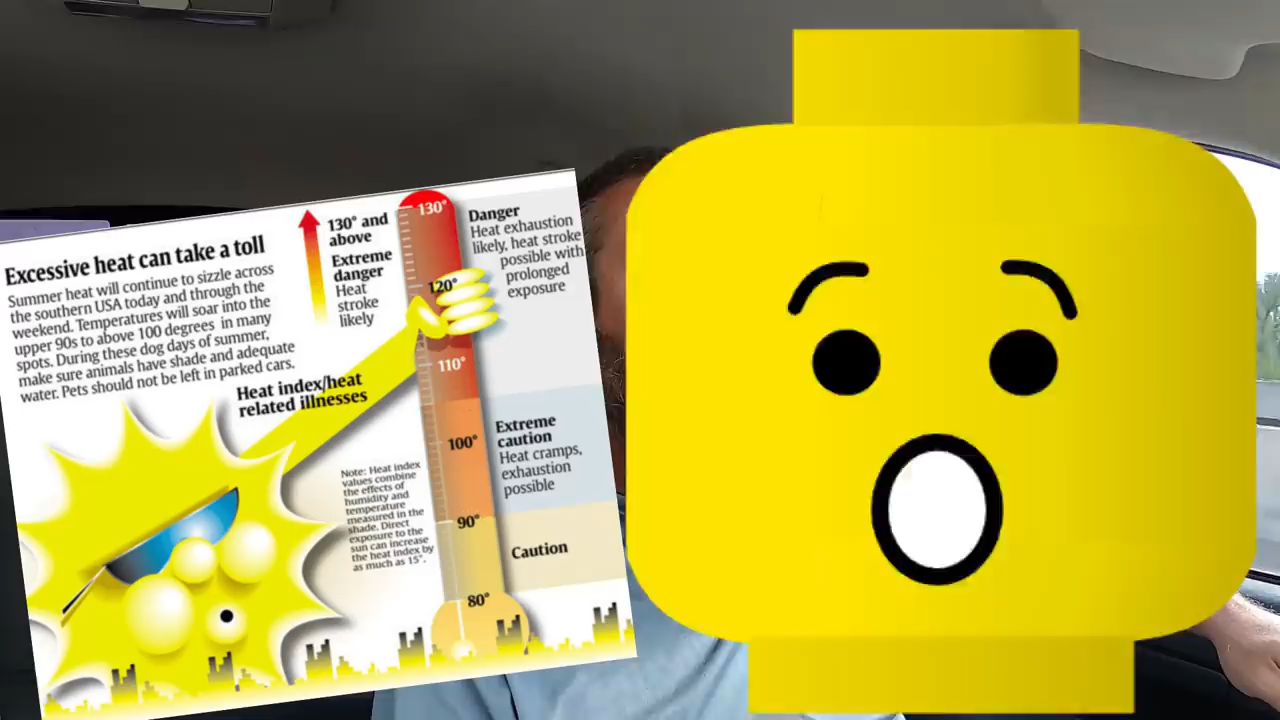 Excessive heat can take a toll
Summer heat will continue to sizzle across
the southern USA today and through the
weekend. Temperatures will soar into the
upper 90s to above 100 degrees in many
spots. During these dog days of summer,
make sure animals have shade and adequate
water. Pets should not be left in parked cars.
Heat index/heat
related illnesses
130° and
above
Extreme
danger
Heat
stroke
likely
130°
120°
110°
100°
90°
80°
Danger
Heat exhaustion
likely, heat stroke
possible with
prolonged
exposure
Extreme
caution
Heat cramps,
exhaustion
possible
Caution
Note: Heat index
values combine
the effects of
humidity and
temperature
measured in the
shade. Direct
exposure to the
sun can increase
the heat index by
as much as 15°.